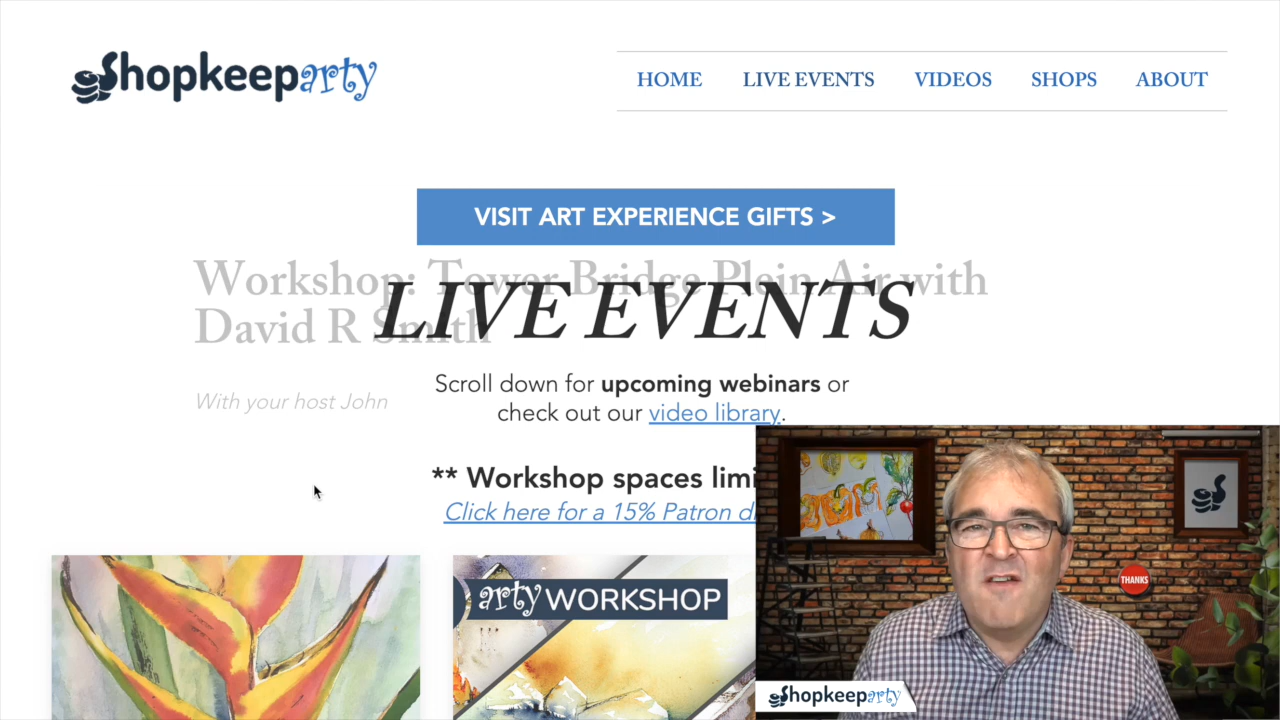 Shopkeeparty
HOME LIVE EVENTS VIDEOS SHOPS ABOUT
VISIT ART EXPERIENCE GIFTS >
Workshop: Tower Bridge Plein Air with
David R Smith
LIVE EVENTS
With your host John
Scroll down for upcoming webinars or
check out our video library.
** Workshop spaces
Click here for a 15% Patron
arty WORKSHOP
THANKS
Shopkeeparty